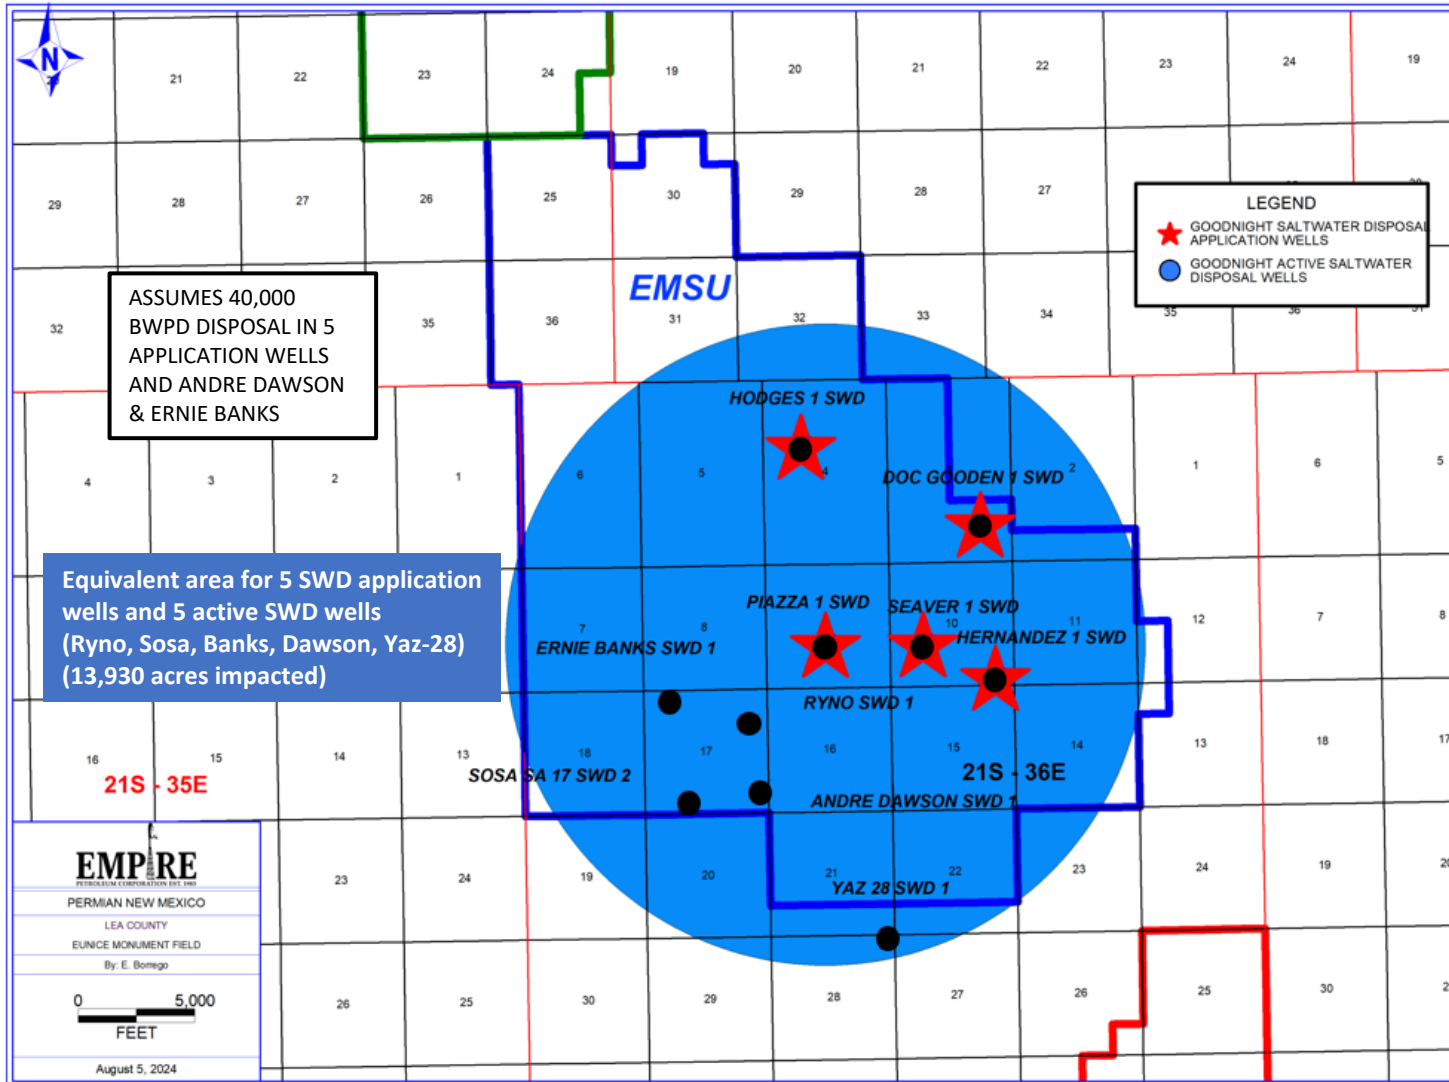 N
20
21
22
23
24
19
20
21
22
23
24
19
29
28
27
26
25
30
29
28
27
LEGEND
GOODNIGHT SALTWATER DISPOSAL
APPLICATION WELLS
GOODNIGHT ACTIVE SALTWATER
DISPOSAL WELLS
EMSU
ASSUMES 40,000
BWPD DISPOSAL IN 5
APPLICATION WELLS
AND ANDRE DAWSON
& ERNIE BANKS
32
35
36
31
32
33
34
35
36
31
HODGES 1 SWD
DOC GOODEN 1 SWD
4
3
2
1
6
5
4
2
1
6
5
Equivalent area for 5 SWD application
wells and 5 active SWD wells
(Ryno, Sosa, Banks, Dawson, Yaz-28)
(13,930 acres impacted)
PIAZZA 1 SWD
SEAVER 1 SWD
7
8
10
11
12
7
8
ERNIE BANKS SWD 1
HERNANDEZ 1 SWD
RYNO SWD 1
16
15
14
13
18
17
16
15
14
13
18
17
21S - 35E
SOSA SA 17 SWD 2
21S - 36E
ANDRE DAWSON SWD 1
23
24
19
20
21
22
23
24
19
20
YAZ 28 SWD 1
EMPIRE
PETROLEUM CORPORATION EST. 1983
PERMIAN NEW MEXICO
LEA COUNTY
EUNICE MONUMENT FIELD
By: E. Borrego
0 5,000
FEET
August 5, 2024
26
25
30
29
28
27
26
25
30